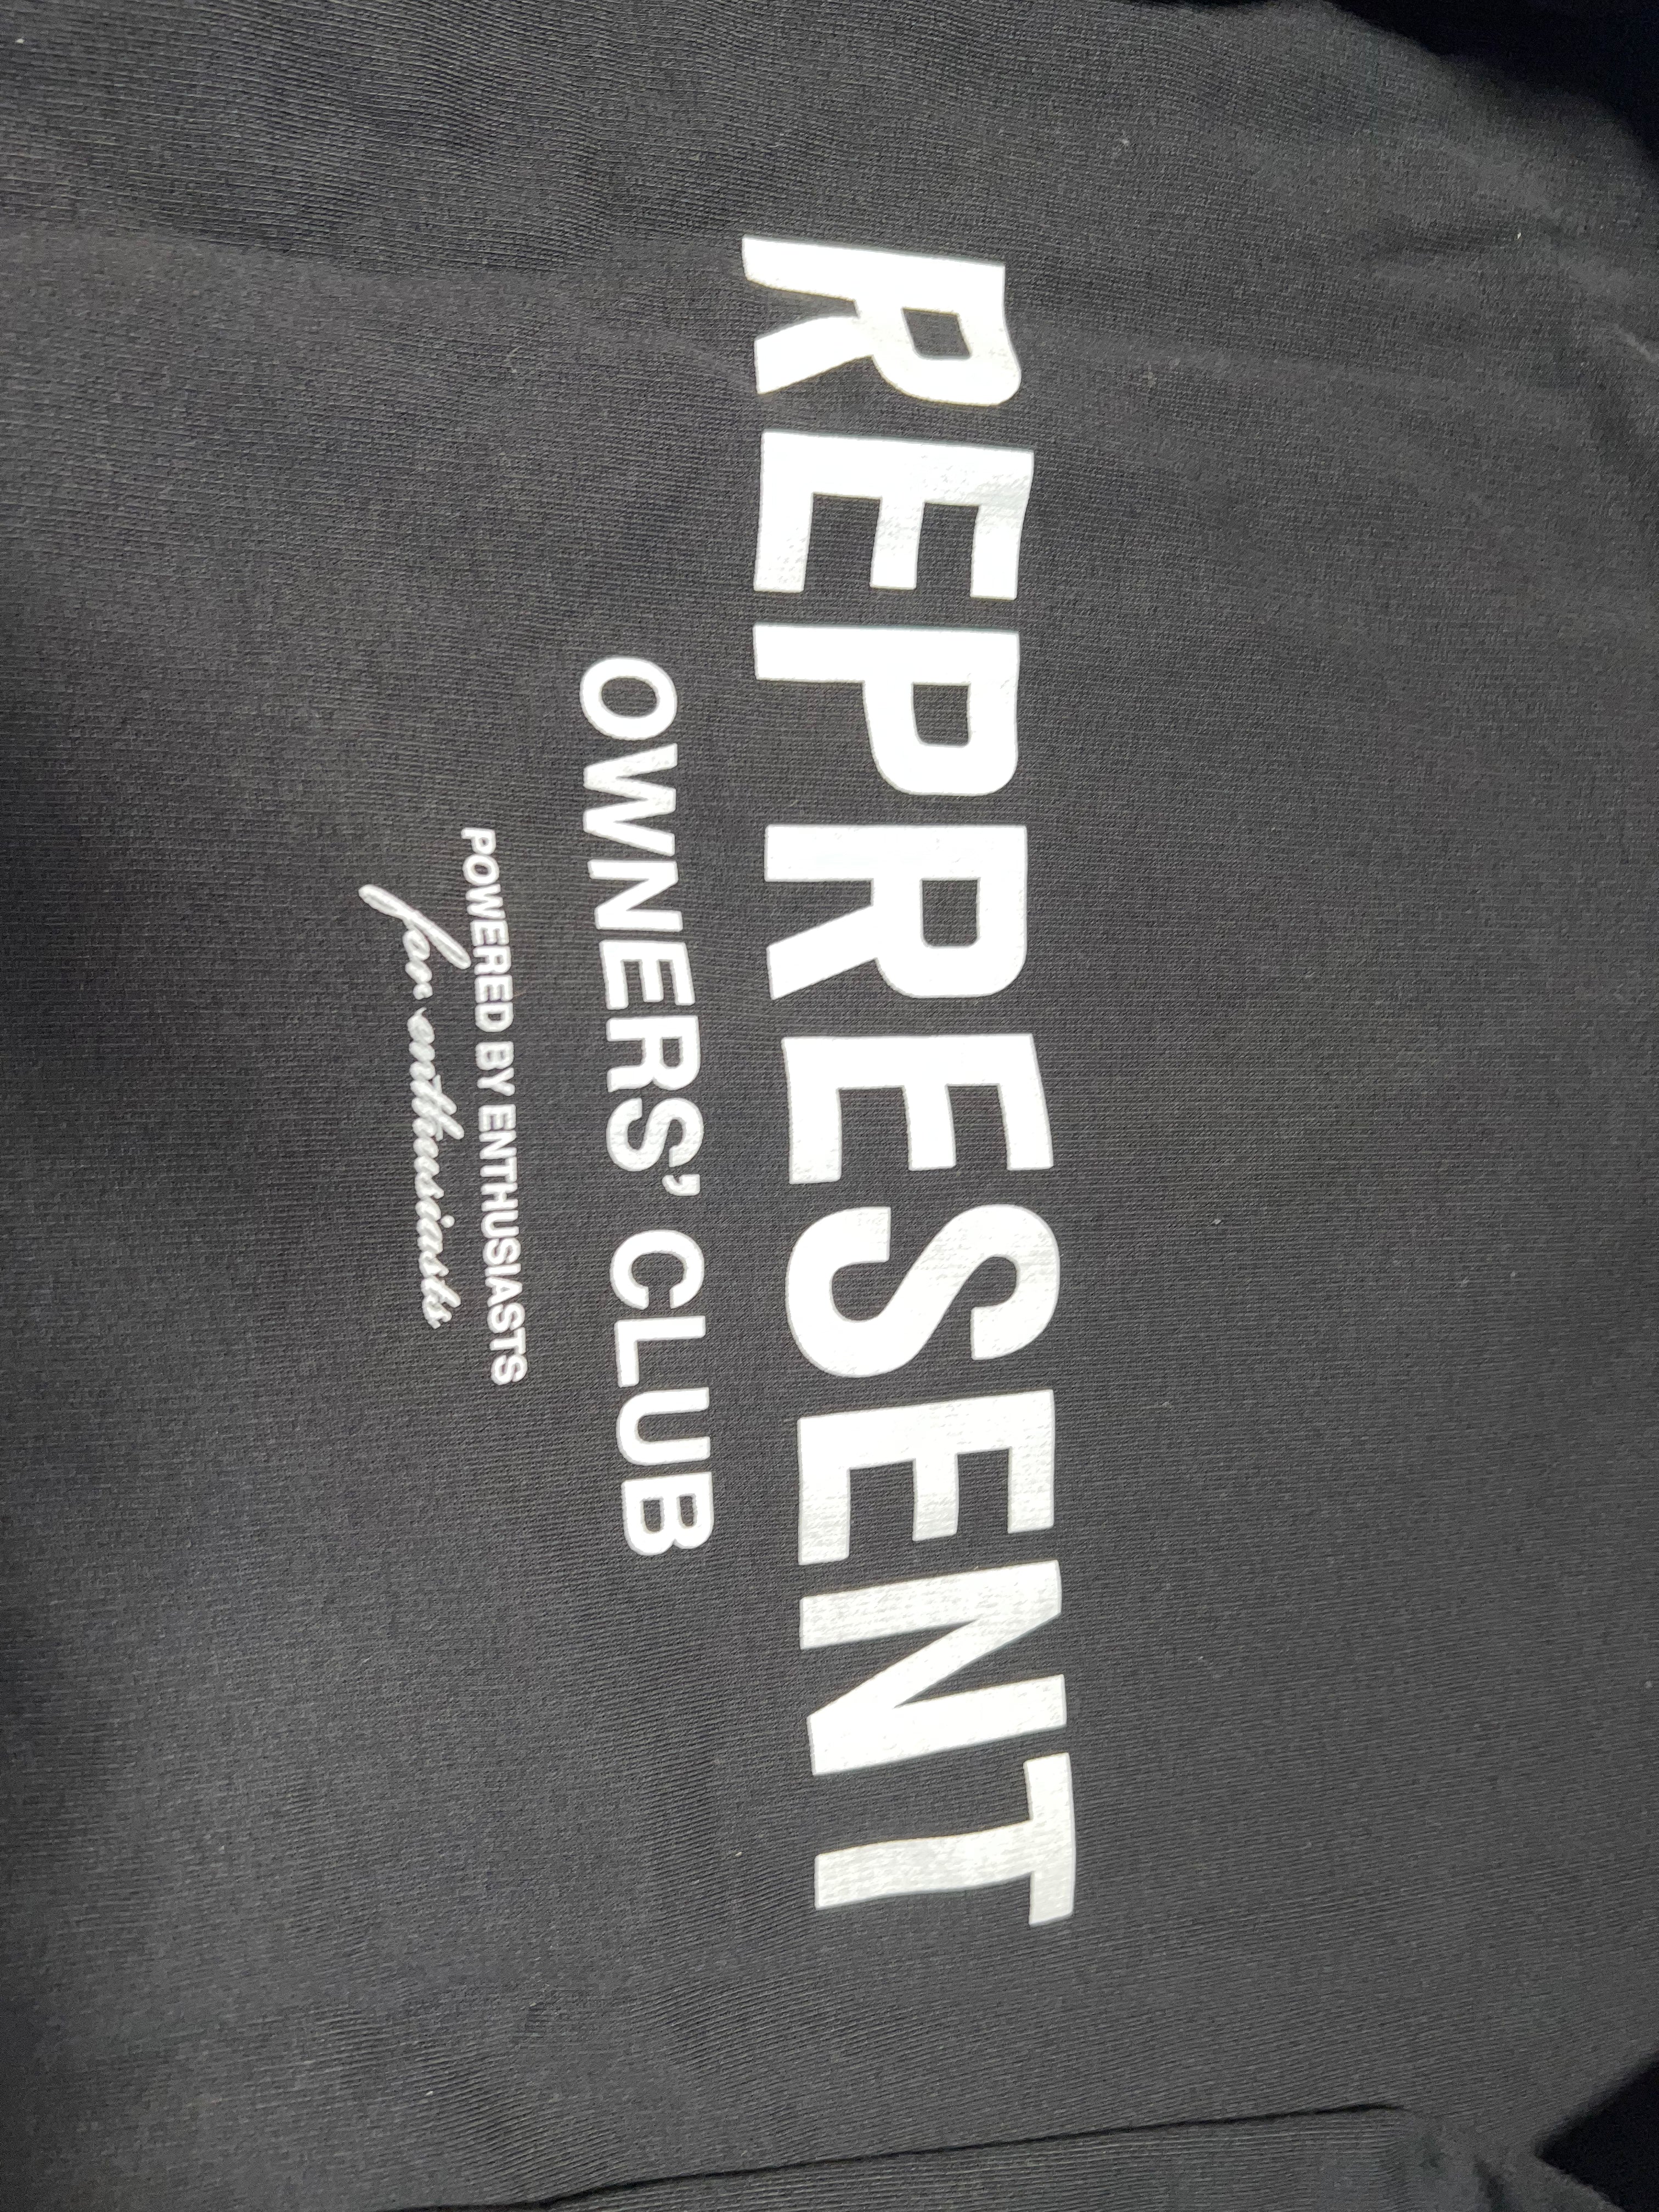 REPRESENT
OWNERS' CLUB
POWERED BY ENTHUSIASTS
for enthusiasts